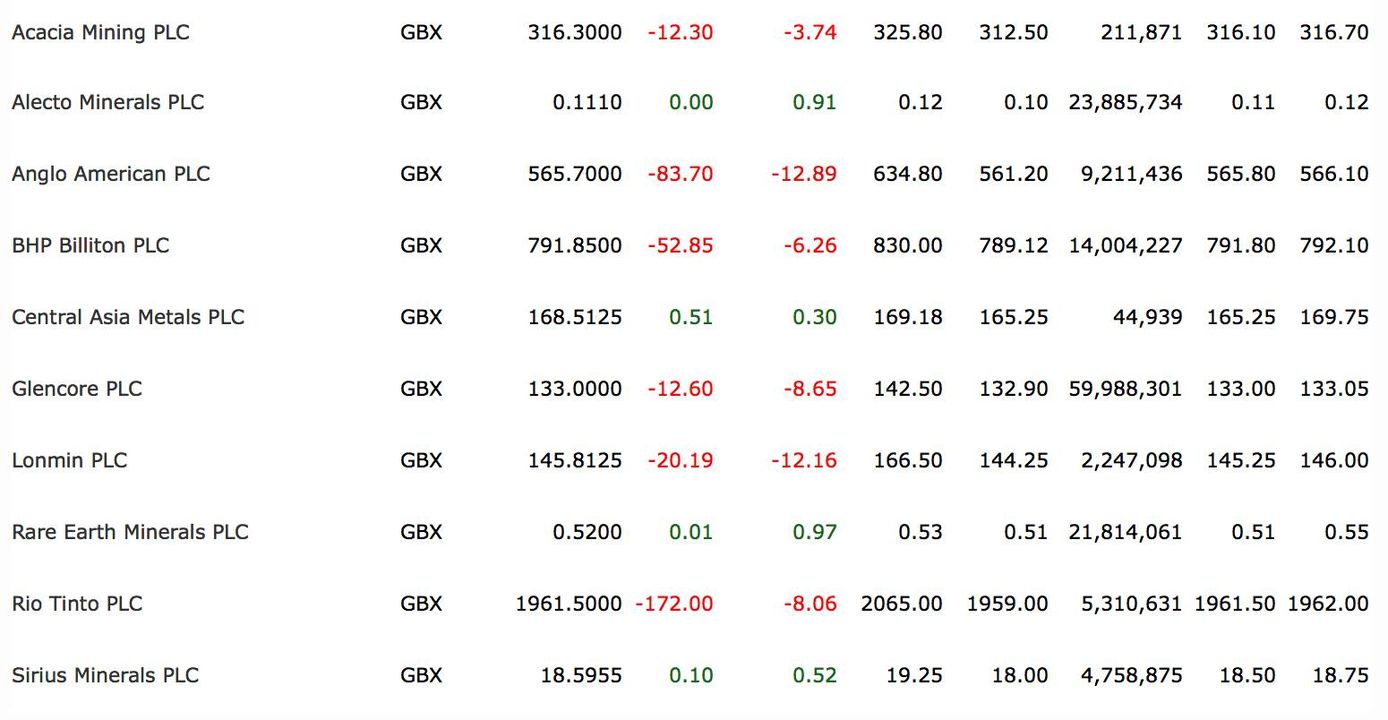 Acacia Mining PLC GBX 316.3000 -12.30 -3.74 325.80 312.50 211,871 316.10 316.70
Alecto Minerals PLC GBX 0.1110 0.00 0.91 0.12 0.10 23,885,734 0.11 0.12
Anglo American PLC GBX 565.7000 -83.70 -12.89 634.80 561.20 9,211,436 565.80 566.10
BHP Billiton PLC GBX 791.8500 -52.85 -6.26 830.00 789.12 14,004,227 791.80 792.10
Central Asia Metals PLC GBX 168.5125 0.51 0.30 169.18 165.25 44,939 165.25 169.75
Glencore PLC GBX 133.0000 -12.60 -8.65 142.50 132.90 59,988,301 133.00 133.05
Lonmin PLC GBX 145.8125 -20.19 -12.16 166.50 144.25 2,247,098 145.25 146.00
Rare Earth Minerals PLC GBX 0.5200 0.01 0.97 0.53 0.51 21,814,061 0.51 0.55
Rio Tinto PLC GBX 1961.5000 -172.00 -8.06 2065.00 1959.00 5,310,631 1961.50 1962.00
Sirius Minerals PLC GBX 18.5955 0.10 0.52 19.25 18.00 4,758,875 18.50 18.75